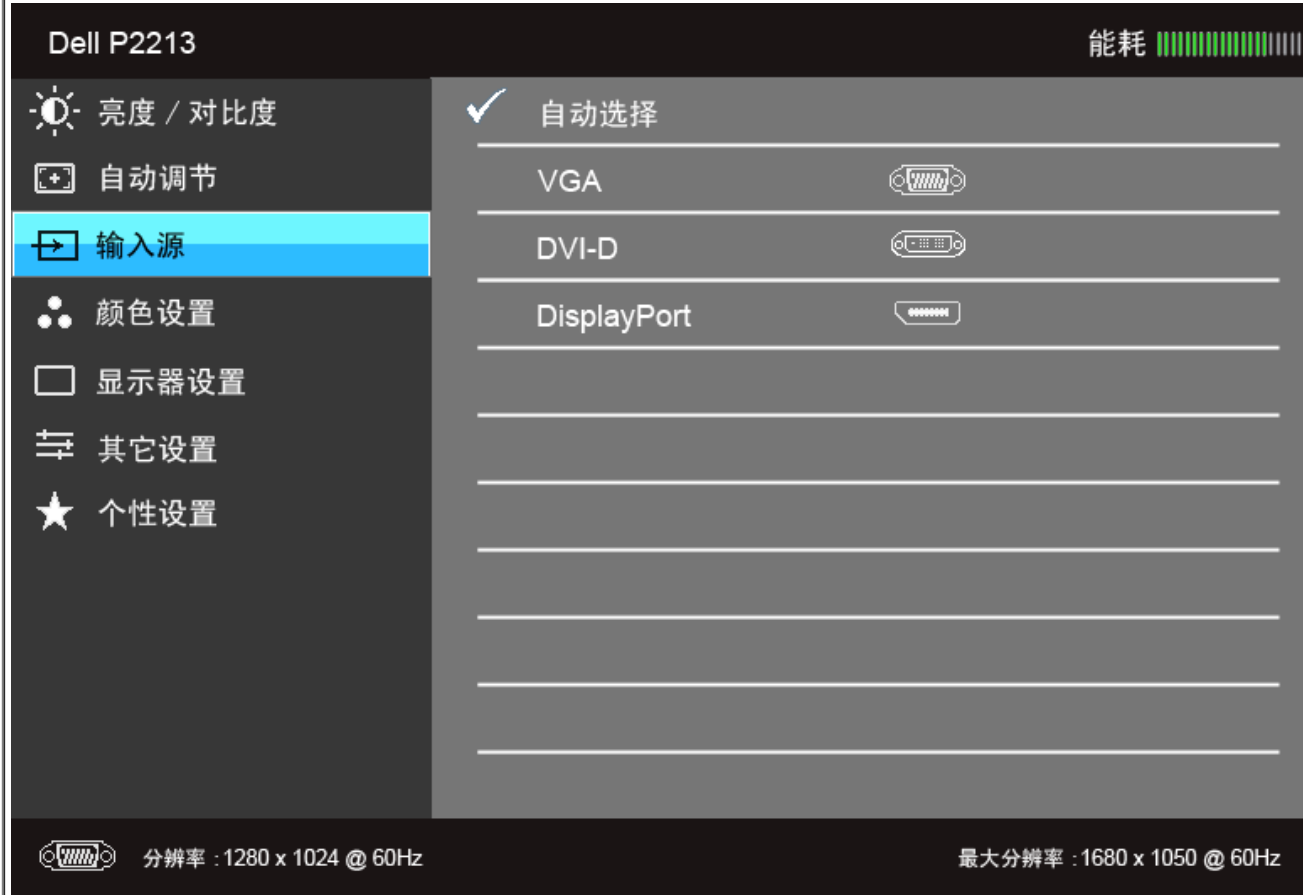 Dell P2213
能耗
亮度 / 对比度
自动调节
输入源
颜色设置
显示器设置
其它设置
个性设置
自动选择
VGA
DVI-D
DisplayPort
分辨率 : 1280 x 1024 @ 60Hz
最大分辨率 : 1680 x 1050 @ 60Hz